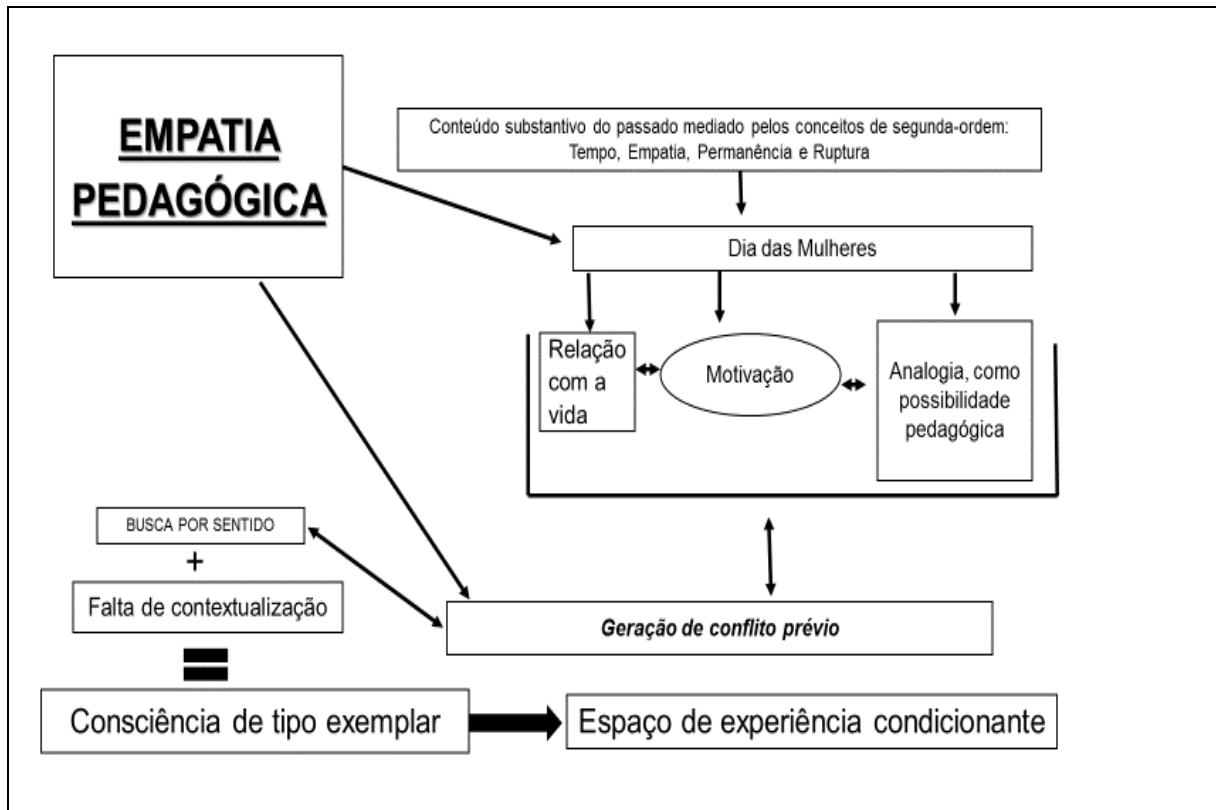 EMPATIA
PEDAGÓGICA
Conteúdo substantivo do passado mediado pelos conceitos de segunda-ordem:
Tempo, Empatia, Permanência e Ruptura
Dia das Mulheres
Relação
com a
vida
Motivação
Analogia, como
possibilidade
pedagógica
BUSCA POR SENTIDO
+
Falta de contextualização
=
Geração de conflito prévio
Consciência de tipo exemplar
Espaço de experiência condicionante